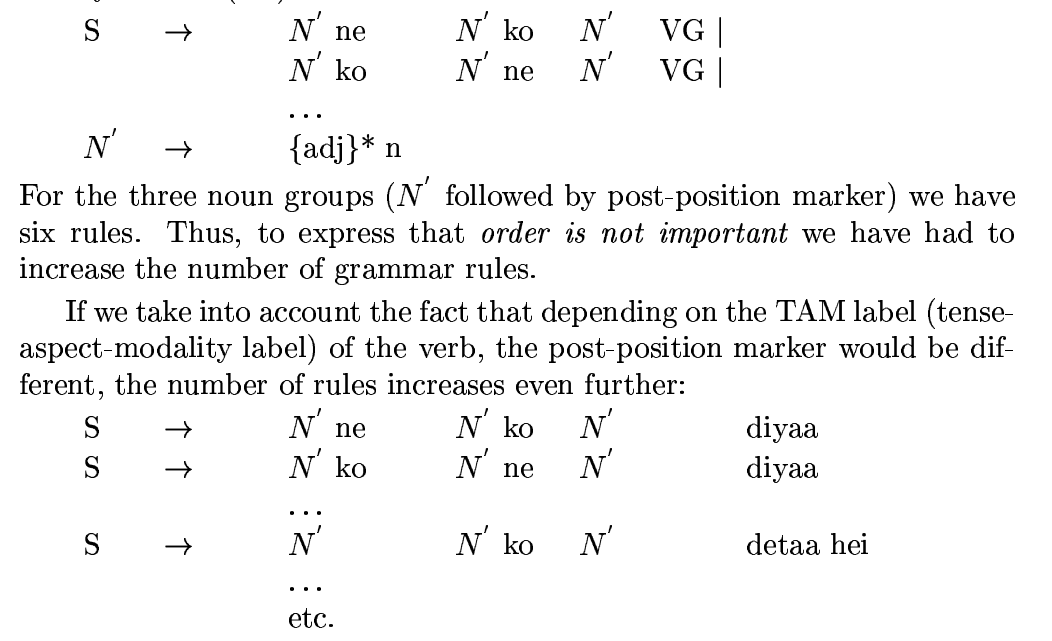 S → N′ ne N′ ko N′ VG |
N′ ko N′ ne N′ VG |
...
N′ → {adj}* n
For the three noun groups (N′ followed by post-position marker) we have
six rules. Thus, to express that order is not important we have had to
increase the number of grammar rules.
If we take into account the fact that depending on the TAM label (tense-
aspect-modality label) of the verb, the post-position marker would be dif-
ferent, the number of rules increases even further:
S → N′ ne N′ ko N′ diyaa
S → N′ ko N′ ne N′ diyaa
...
S → N′ N′ ko N′ detaa hei
...
etc.